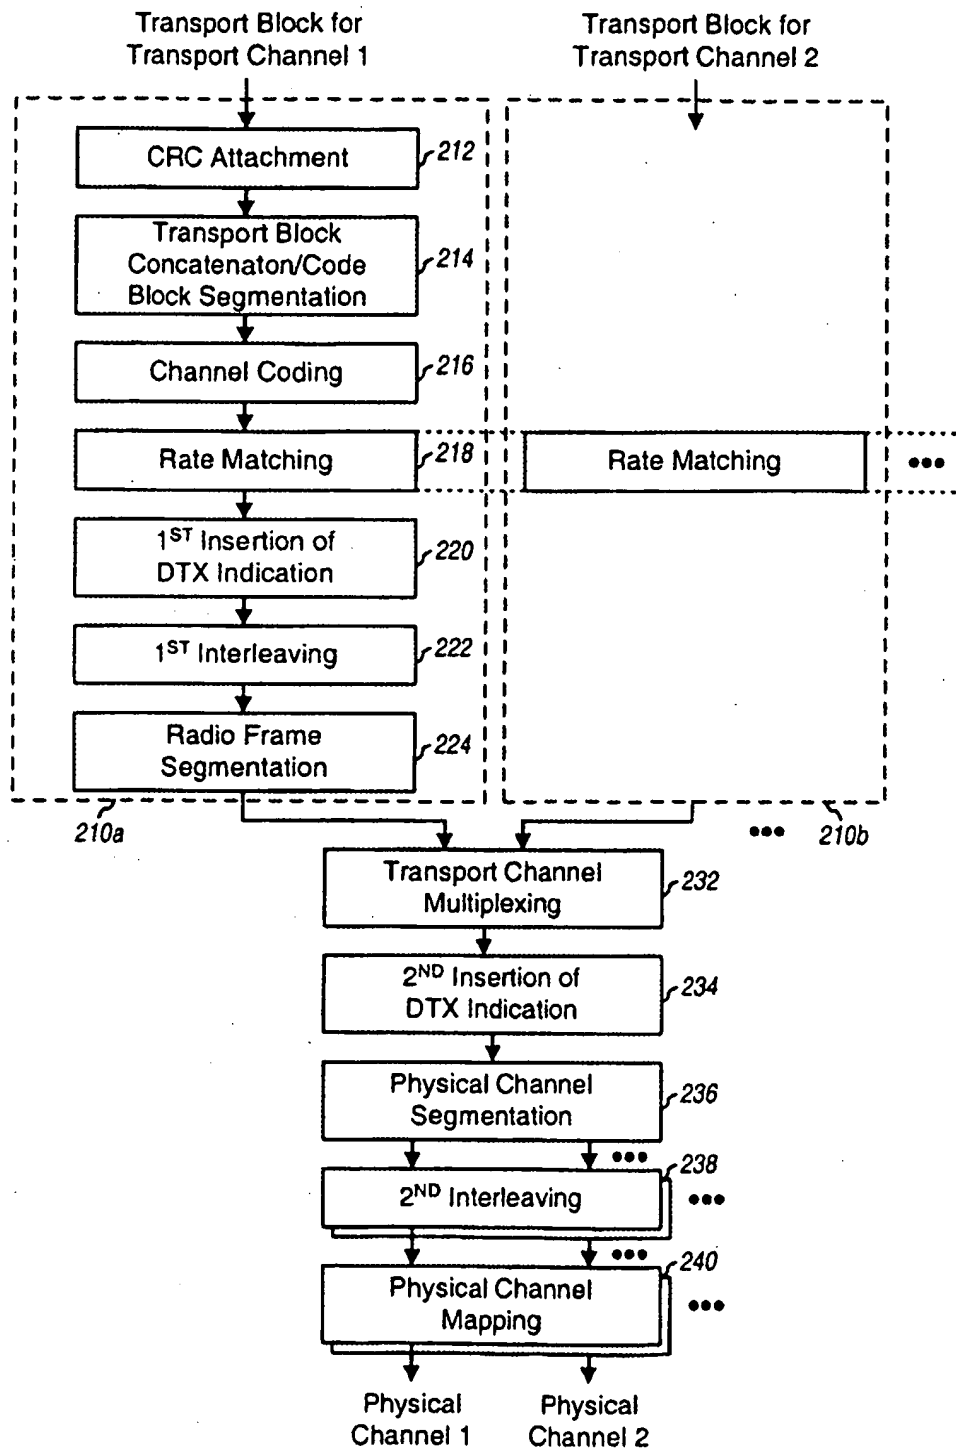 Transport Block for
Transport Channel 1
Transport Block for
Transport Channel 2
CRC Attachment
212
Transport Block
Concatenaton/Code
Block Segmentation
214
Channel Coding
216
Rate Matching
218
Rate Matching
•••
1ST Insertion of
DTX Indication
220
1ST Interleaving
222
Radio Frame
Segmentation
224
210a
•••
210b
Transport Channel
Multiplexing
232
2ND Insertion of
DTX Indication
234
Physical Channel
Segmentation
236
•••
238
2ND Interleaving
•••
•••
240
Physical Channel
Mapping
•••
Physical
Channel 1
Physical
Channel 2